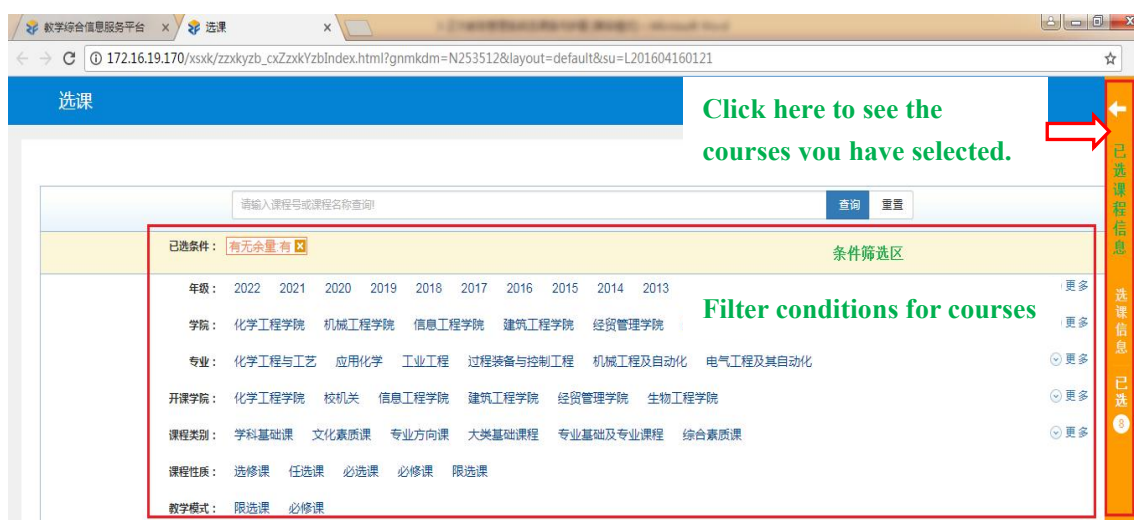 教学综合信息服务平台
选课
172.16.19.170/xsxk/zzxkyzb_cxZzxkYzbIndex.html?gnmkdm=N253512&layout=default&su=L201604160121
选课
Click here to see the
courses you have selected.
请输入课程号或课程名称查询!
查询 重置
已选条件： 有无余量 有
条件筛选区
年级： 2022 2021 2020 2019 2018 2017 2016 2015 2014 2013 更多
Filter conditions for courses
学院： 化学工程学院 机械工程学院 信息工程学院 建筑工程学院 经贸管理学院 更多
专业： 化学工程与工艺 应用化学 工业工程 过程装备与控制工程 机械工程及自动化 电气工程及其自动化 更多
开课学院： 化学工程学院 校机关 信息工程学院 建筑工程学院 经贸管理学院 生物工程学院 更多
课程类别： 学科基础课 文化素质课 专业方向课 大类基础课程 专业基础及专业课程 综合素质课 更多
课程性质： 选修课 任选课 必选课 必修课 限选课
教学模式： 限选课 必修课
已选课程信息
选课信息
已选 8